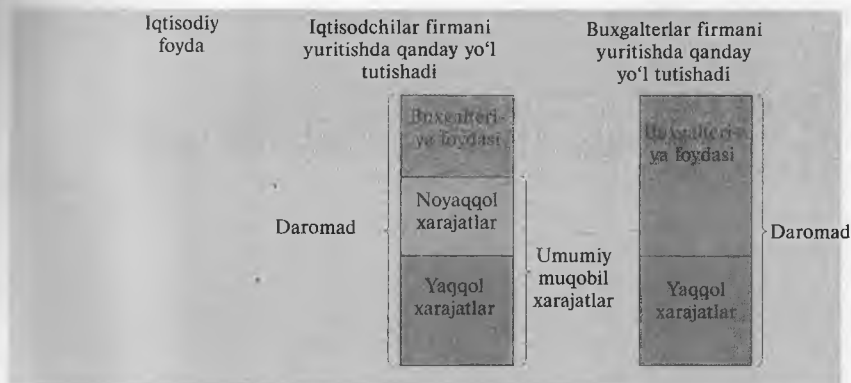 Iqtisodiy
foyda
Iqtisodchilar firmani
yuritishda qanday yo‘l
tutishadi
Buxgalterlar firmani
yuritishda qanday
yo‘l tutishadi
Buxgalteri-
ya foydasi
Noyaqqol
xarajatlar
Yaqqol
xarajatlar
Daromad
Umumiy
muqobil
xarajatlar
Buxgalteri-
ya foydasi
Yaqqol
xarajatlar
Daromad